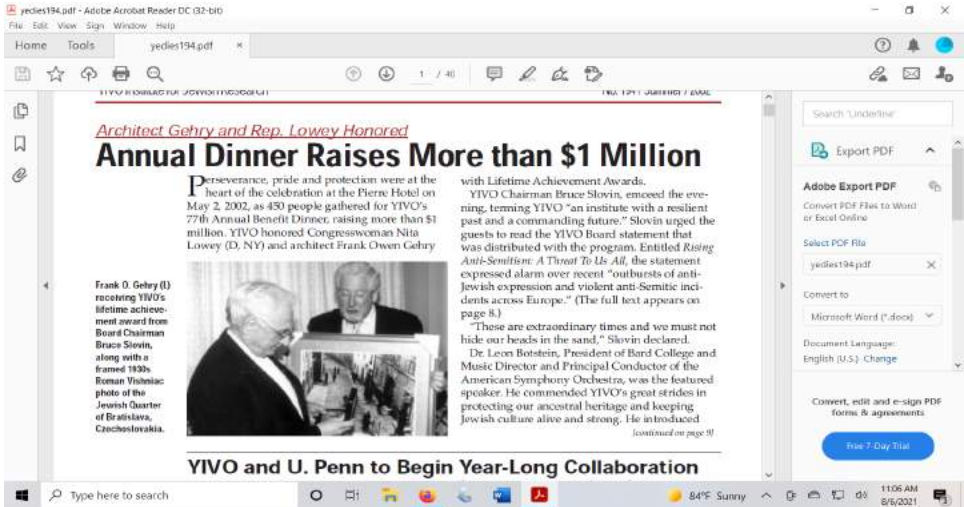 yedies194.pdf - Adobe Acrobat Reader DC (32-bit)
File Edit View Sign Window Help
Home Tools yedies194.pdf ×
1 / 40
YIVO Institute for Jewish Research No. 194 Summer / 2002
Search 'Underline'
Architect Gehry and Rep. Lowey Honored
Annual Dinner Raises More than $1 Million
Perseverance, pride and protection were at the
heart of the celebration at the Pierre Hotel on
May 2, 2002, as 450 people gathered for YIVO's
77th Annual Benefit Dinner, raising more than $1
million. YIVO honored Congresswoman Nita
Lowey (D, NY) and architect Frank Owen Gehry
Frank O. Gehry (l)
receiving YIVO's
lifetime achieve-
ment award from
Board Chairman
Bruce Slovin,
along with a
framed 1930s
Roman Vishniac
photo of the
Jewish Quarter
of Bratislava,
Czechoslovakia.
with Lifetime Achievement Awards.
YIVO Chairman Bruce Slovin, emceed the eve-
ning, terming YIVO "an institute with a resilient
past and a commanding future." Slovin urged the
guests to read the YIVO Board statement that
was distributed with the program. Entitled Rising
Anti-Semitism: A Threat To Us All, the statement
expressed alarm over recent "outbursts of anti-
Jewish expression and violent anti-Semitic inci-
dents across Europe." (The full text appears on
page 8.)
"These are extraordinary times and we must not
hide our heads in the sand," Slovin declared.
Dr. Leon Botstein, President of Bard College and
Music Director and Principal Conductor of the
American Symphony Orchestra, was the featured
speaker. He commended YIVO's great strides in
protecting our ancestral heritage and keeping
Jewish culture alive and strong. He introduced
[continued on page 9]
YIVO and U. Penn to Begin Year-Long Collaboration
Export PDF
Adobe Export PDF
Convert PDF Files to Word
or Excel Online
Select PDF File
yedies194.pdf ×
Convert to
Microsoft Word (*.docx)
Document Language:
English (U.S.) Change
Convert, edit and e-sign PDF
forms & agreements
Free 7-Day Trial
Type here to search
84°F Sunny
11:06 AM
8/6/2021